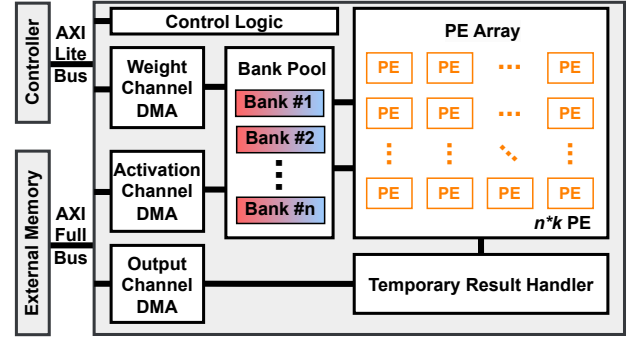 Controller
External Memory
AXI
Lite
Bus
AXI
Full
Bus
Control Logic
Weight
Channel
DMA
Activation
Channel
DMA
Output
Channel
DMA
Bank Pool
Bank #1
Bank #2
Bank #n
PE Array
PE PE ... PE
PE PE ... PE
PE PE PE PE
n*k PE
Temporary Result Handler